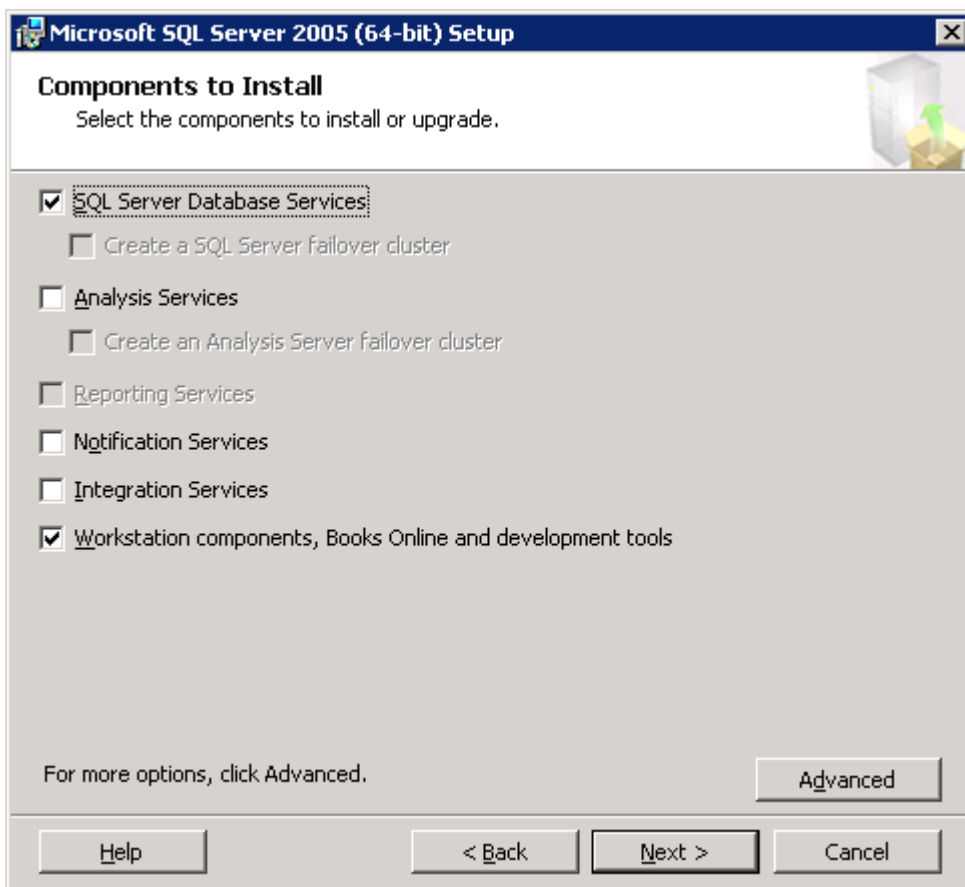 Microsoft SQL Server 2005 (64-bit) Setup
Components to Install
Select the components to install or upgrade.
SQL Server Database Services
Create a SQL Server failover cluster
Analysis Services
Create an Analysis Server failover cluster
Reporting Services
Notification Services
Integration Services
Workstation components, Books Online and development tools
For more options, click Advanced.
Advanced
Help
< Back
Next >
Cancel